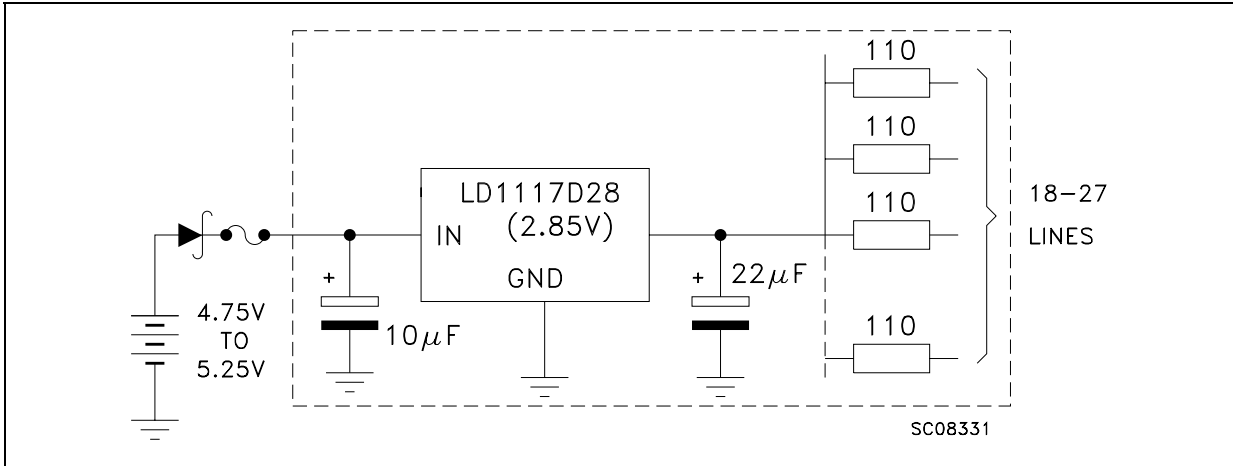 110
110
110
110
18-27
LINES
LD1117D28
(2.85V)
IN
GND
+
10μF
+
22μF
4.75V
TO
5.25V
SC08331